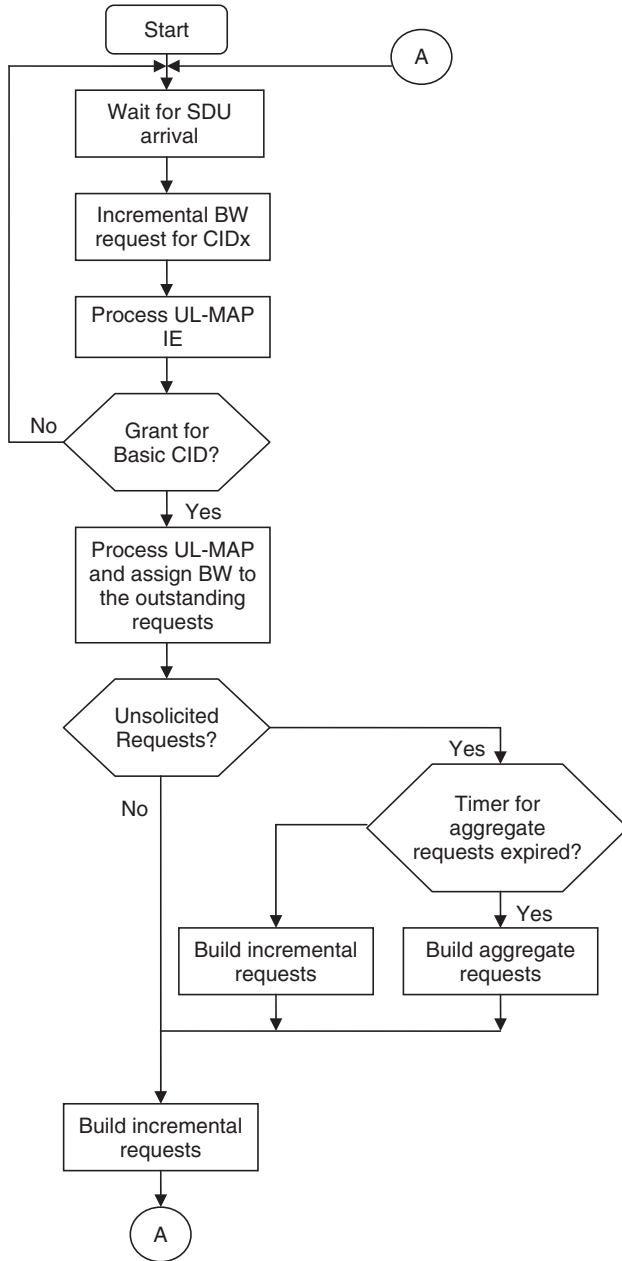 Start
A
Wait for SDU
arrival
Incremental BW
request for CIDx
Process UL-MAP
IE
No
Grant for
Basic CID?
Yes
Process UL-MAP
and assign BW to
the outstanding
requests
Unsolicited
Requests?
Yes
No
Timer for
aggregate
requests expired?
Yes
Build incremental
requests
Build aggregate
requests
Build incremental
requests
A